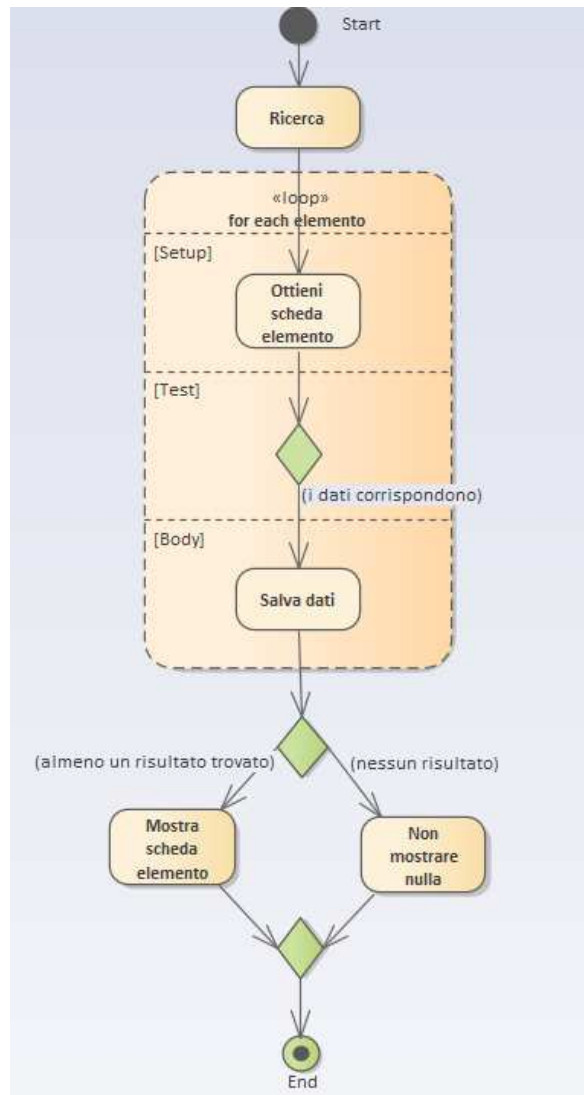 Start
Ricerca
«loop»
for each elemento
[Setup]
Ottieni
scheda
elemento
[Test]
(i dati corrispondono)
[Body]
Salva dati
(almeno un risultato trovato)
(nessun risultato)
Mostra
scheda
elemento
Non
mostrare
nulla
End